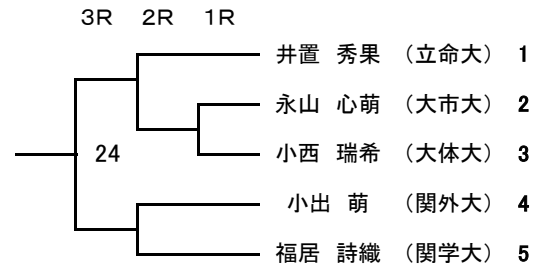 3R 2R 1R
井置 秀果 （立命大） 1
永山 心萌 （大市大） 2
24
小西 瑞希 （大体大） 3
小出 萌 （関外大） 4
福居 詩織 （関学大） 5